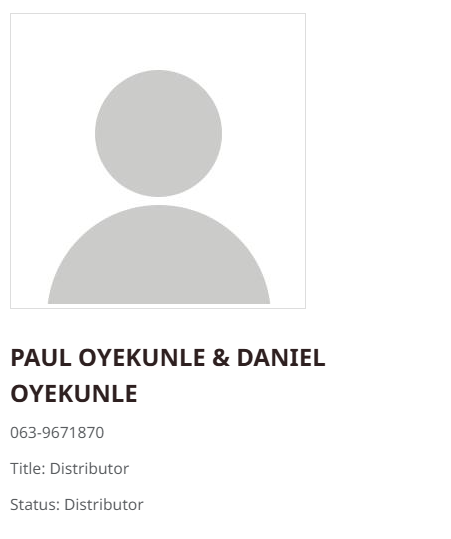 PAUL OYEKUNLE & DANIEL
OYEKUNLE
063-9671870
Title: Distributor
Status: Distributor